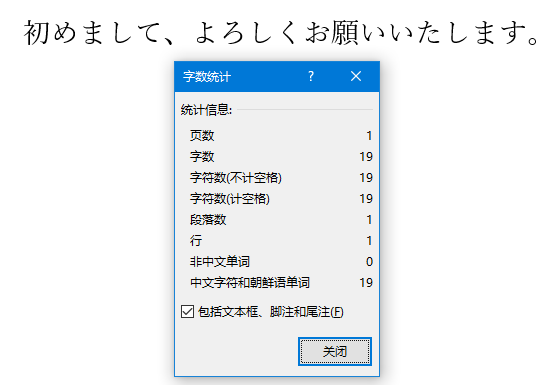 初めまして、よろしくお願いいたします。
字数统计 ? ×
统计信息:
页数 1
字数 19
字符数(不计空格) 19
字符数(计空格) 19
段落数 1
行 1
非中文单词 0
中文字符和朝鲜语单词 19
包括文本框、脚注和尾注(F)
关闭